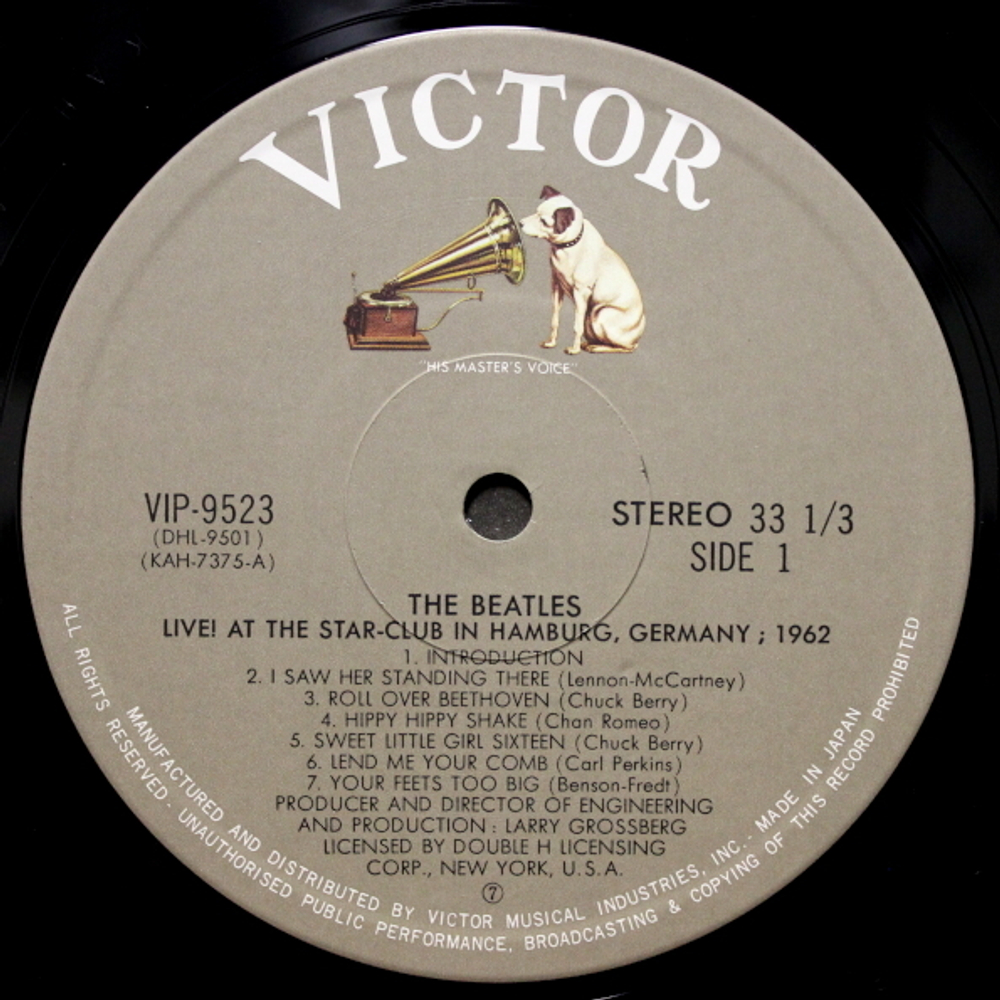 VICTOR
"HIS MASTER'S VOICE"
VIP-9523
(DHL-9501)
(KAH-7375-A)
STEREO 33 1/3
SIDE 1
THE BEATLES
LIVE! AT THE STAR-CLUB IN HAMBURG, GERMANY ; 1962
1. INTRODUCTION
2. I SAW HER STANDING THERE (Lennon-McCartney)
3. ROLL OVER BEETHOVEN (Chuck Berry)
4. HIPPY HIPPY SHAKE (Chan Romeo)
5. SWEET LITTLE GIRL SIXTEEN (Chuck Berry)
6. LEND ME YOUR COMB (Carl Perkins)
7. YOUR FEETS TOO BIG (Benson-Fredt)
PRODUCER AND DIRECTOR OF ENGINEERING
AND PRODUCTION : LARRY GROSSBERG
LICENSED BY DOUBLE H LICENSING
CORP., NEW YORK, U.S.A.
⑦
MANUFACTURED AND DISTRIBUTED BY VICTOR MUSICAL INDUSTRIES, INC.- MADE IN JAPAN
ALL RIGHTS RESERVED- UNAUTHORISED PUBLIC PERFORMANCE, BROADCASTING & COPYING OF THIS RECORD PROHIBITED